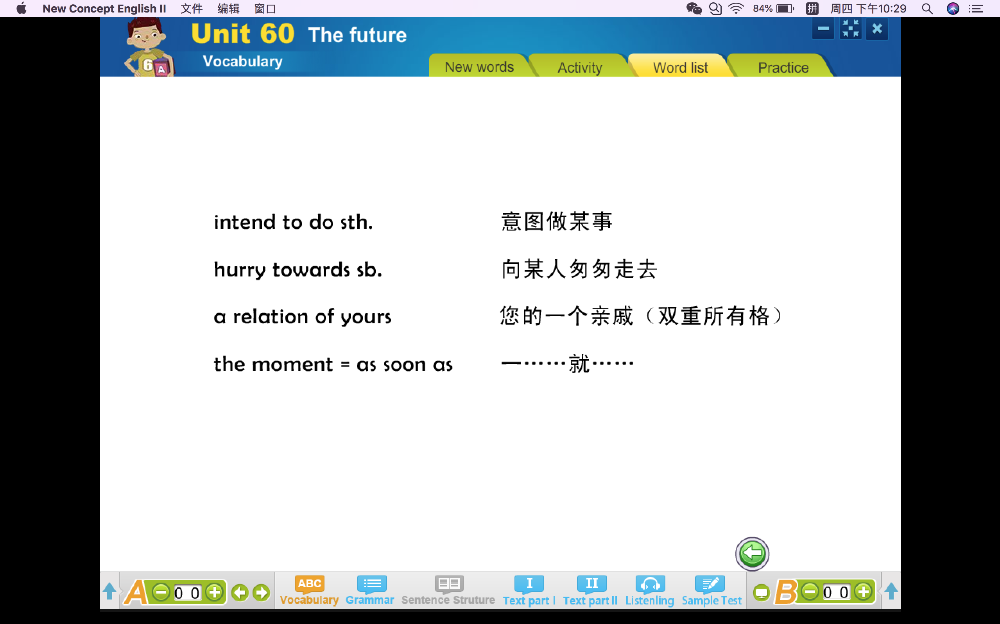 New Concept English II 文件 编辑 窗口 84% 拼 周四 下午10:29
Unit 60 The future
Vocabulary
New words Activity Word list Practice
6 A
intend to do sth. 意图做某事
hurry towards sb. 向某人匆匆走去
a relation of yours 您的一个亲戚（双重所有格）
the moment = as soon as 一……就……
A 0 0 ABC Vocabulary Grammar Sentence Struture I Text part I II Text part II Listenling Sample Test B 0 0